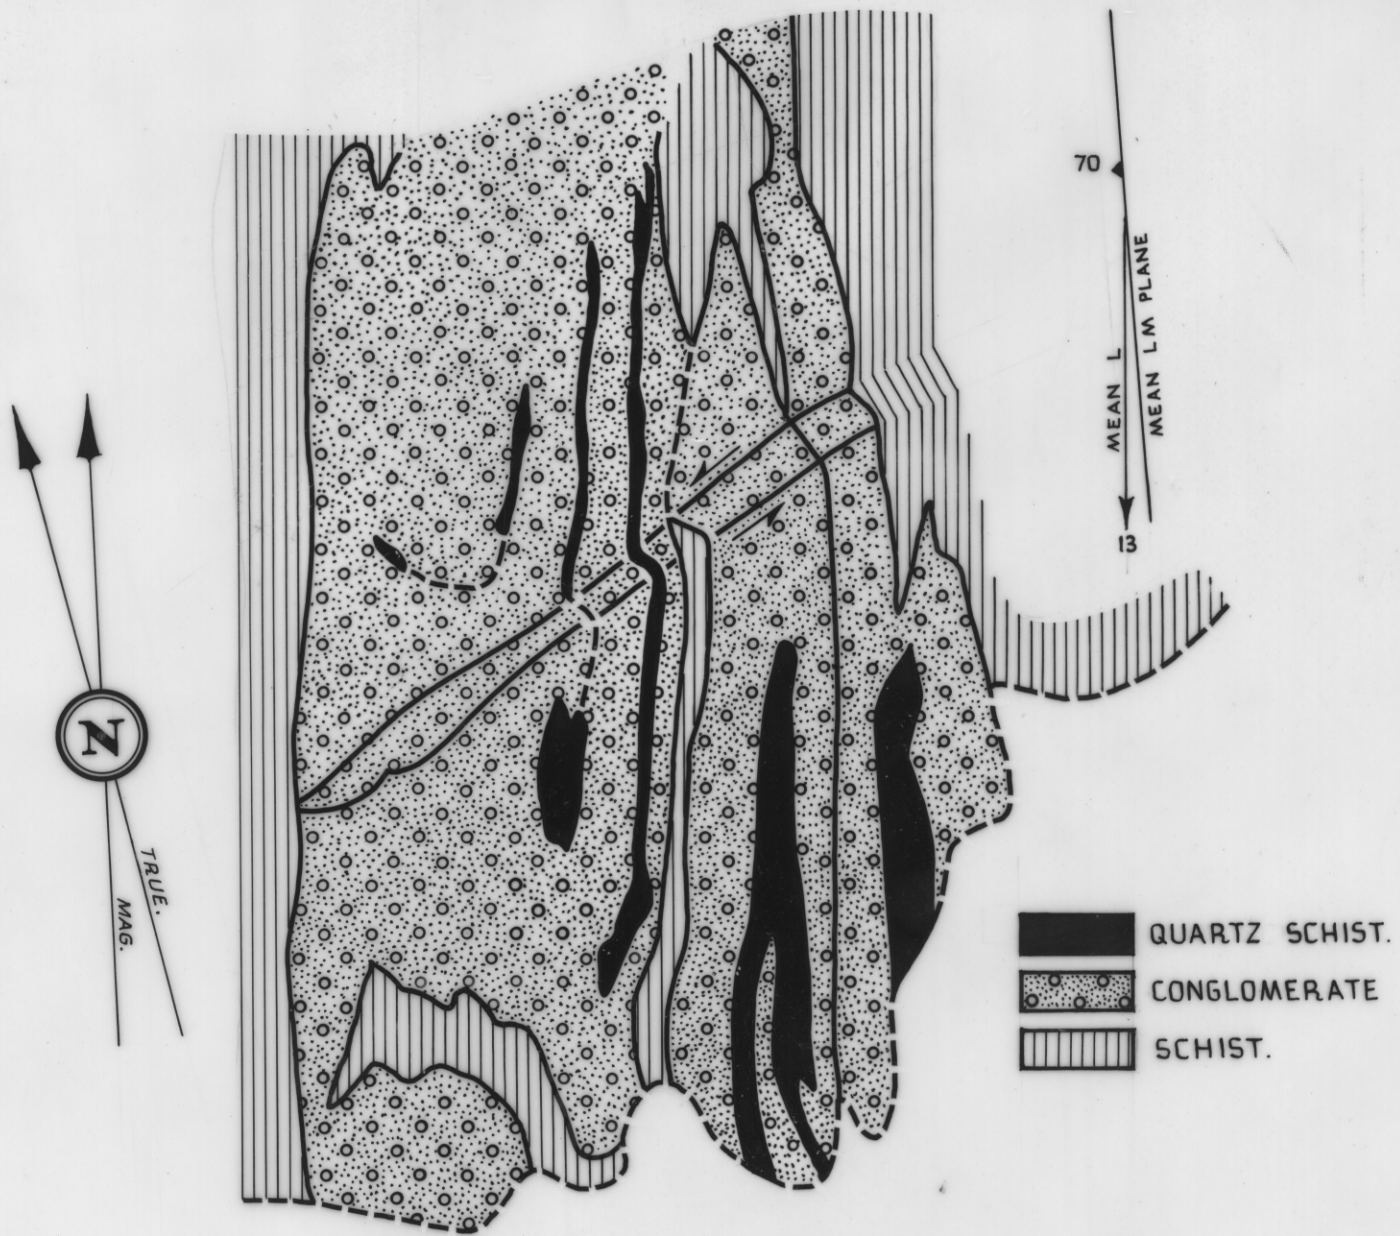 70
MEAN L
MEAN LM PLANE
13
N
TRUE.
MAG.
QUARTZ SCHIST.
CONGLOMERATE
SCHIST.